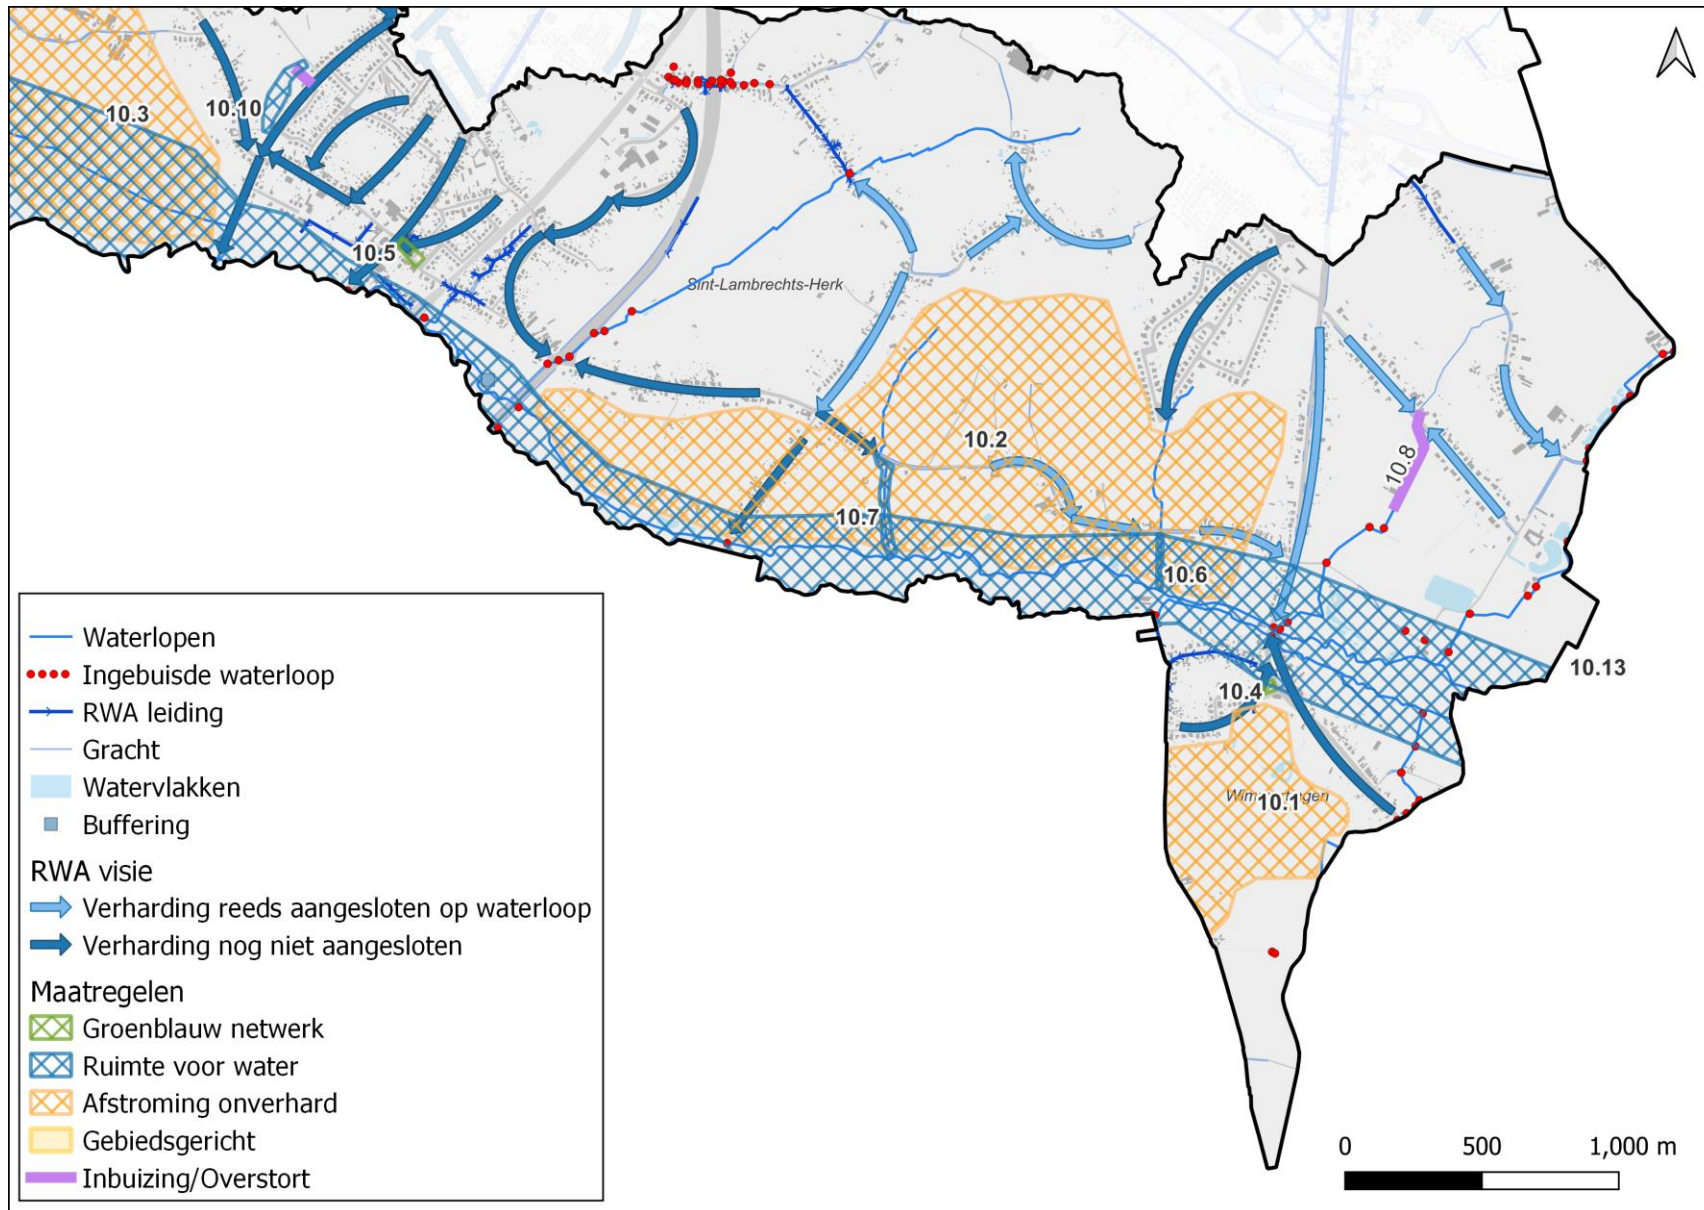 10.3
10.10
10.5
Sint-Lambrechts-Herk
10.2
10.7
10.8
10.6
10.13
10.4
10.1
Waterlopen
Ingebuisde waterloop
RWA leiding
Gracht
Watervlakken
Buffering
RWA visie
Verharding reeds aangesloten op waterloop
Verharding nog niet aangesloten
Maatregelen
Groenblauw netwerk
Ruimte voor water
Afstroming onverhard
Gebiedsgericht
Inbuizing/Overstort
0 500 1,000 m